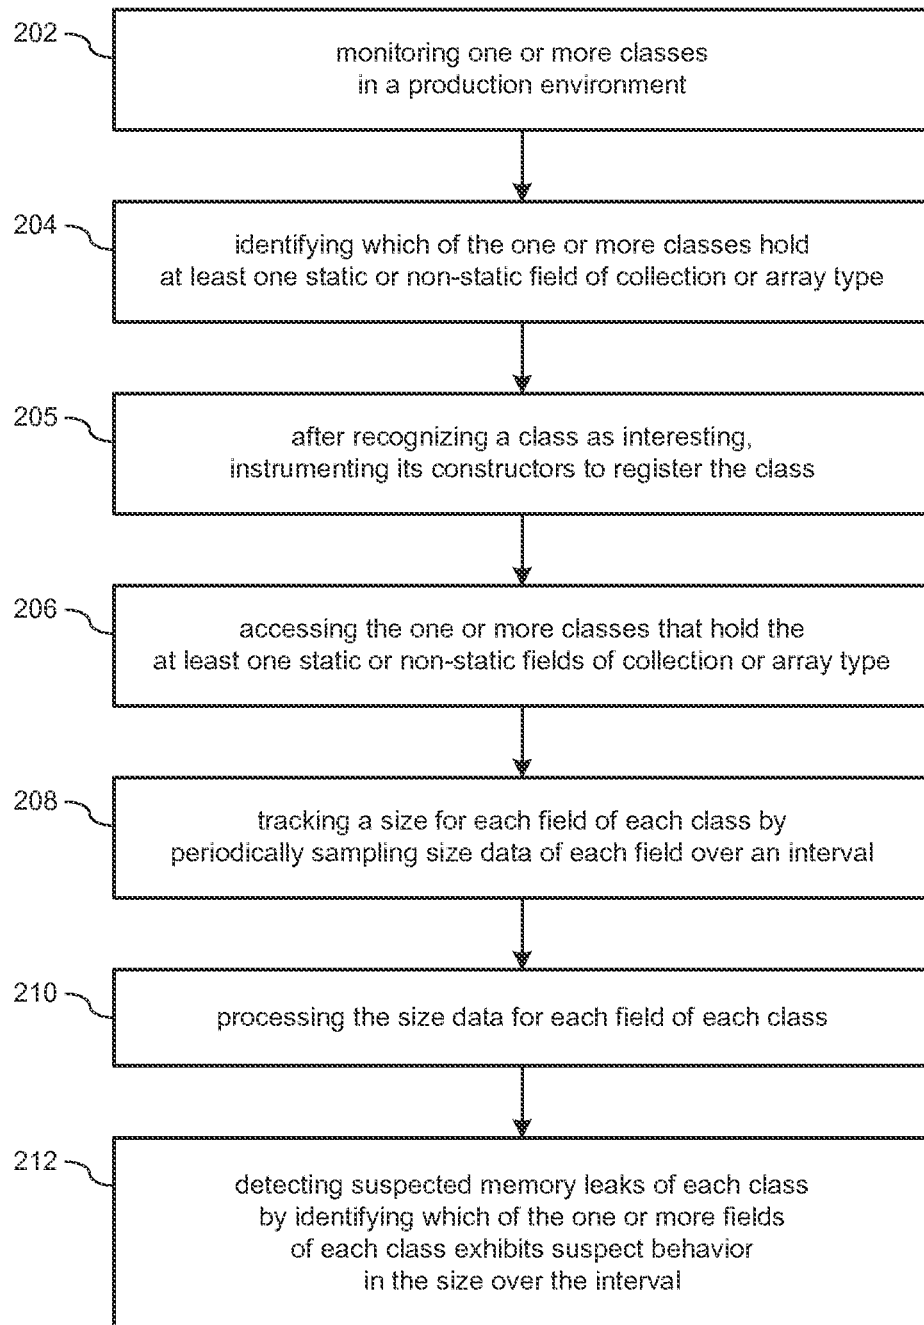 202
monitoring one or more classes
in a production environment
204
identifying which of the one or more classes hold
at least one static or non-static field of collection or array type
205
after recognizing a class as interesting,
instrumenting its constructors to register the class
206
accessing the one or more classes that hold the
at least one static or non-static fields of collection or array type
208
tracking a size for each field of each class by
periodically sampling size data of each field over an interval
210
processing the size data for each field of each class
212
detecting suspected memory leaks of each class
by identifying which of the one or more fields
of each class exhibits suspect behavior
in the size over the interval